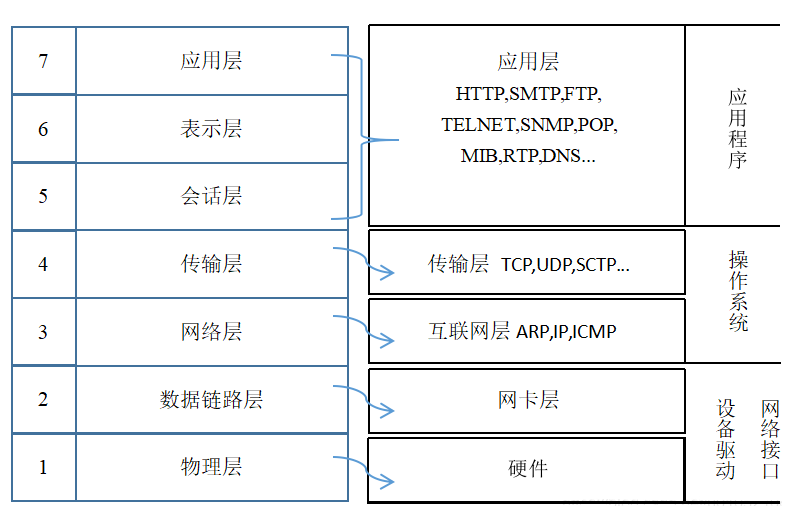 7 应用层
6 表示层
5 会话层
4 传输层
3 网络层
2 数据链路层
1 物理层
应用层
HTTP,SMTP,FTP,
TELNET,SNMP,POP,
MIB,RTP,DNS...
传输层 TCP,UDP,SCTP...
互联网层 ARP,IP,ICMP
网卡层
硬件
应用程序
操作系统
设备驱动
网络接口